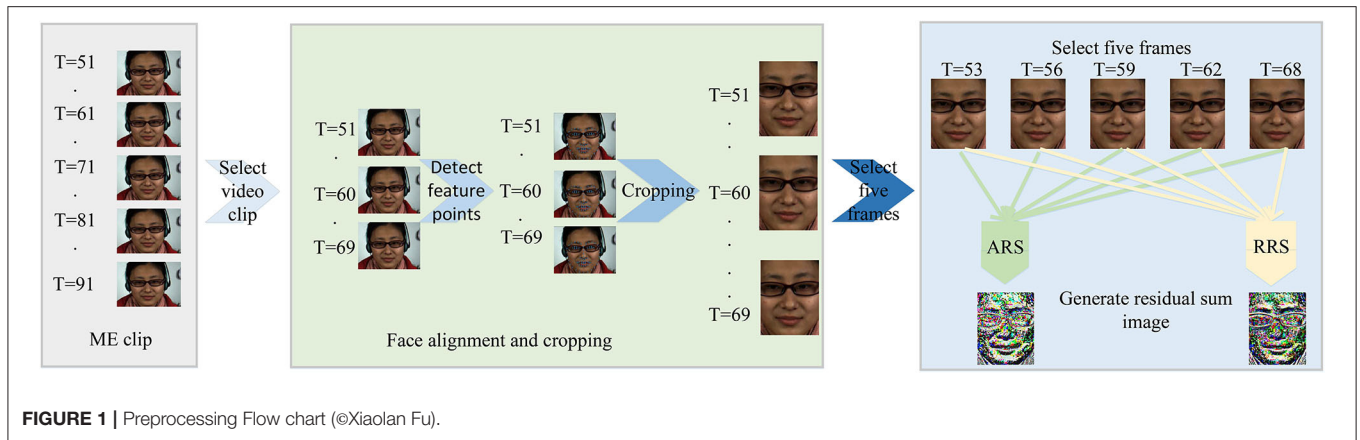 T=51
.
T=61
T=71
T=81
.
T=91
ME clip
Select
video
clip
T=51
.
T=60
.
T=69
Detect
feature
points
T=51
.
T=60
.
T=69
Cropping
T=51
.
.
T=60
.
.
.
T=69
Face alignment and cropping
Select
five
frames
Select five frames
T=53 T=56 T=59 T=62 T=68
ARS RRS
Generate residual sum
image
FIGURE 1 | Preprocessing Flow chart (©Xiaolan Fu).